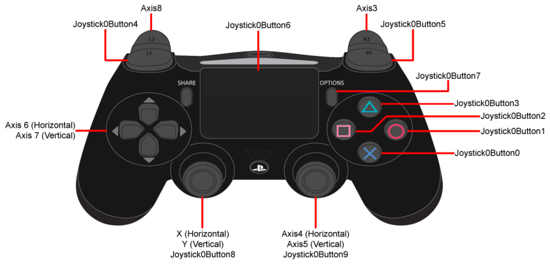 Axis8
Axis3
Joystick0Button4
Joystick0Button6
Joystick0Button5
L2
R2
L1
R1
SHARE
OPTIONS
Joystick0Button7
Joystick0Button3
Joystick0Button2
Joystick0Button1
Axis 6 (Horizontal)
Axis 7 (Vertical)
Joystick0Button0
X (Horizontal)
Y (Vertical)
Joystick0Button8
Axis4 (Horizontal)
Axis5 (Vertical)
Joystick0Button9